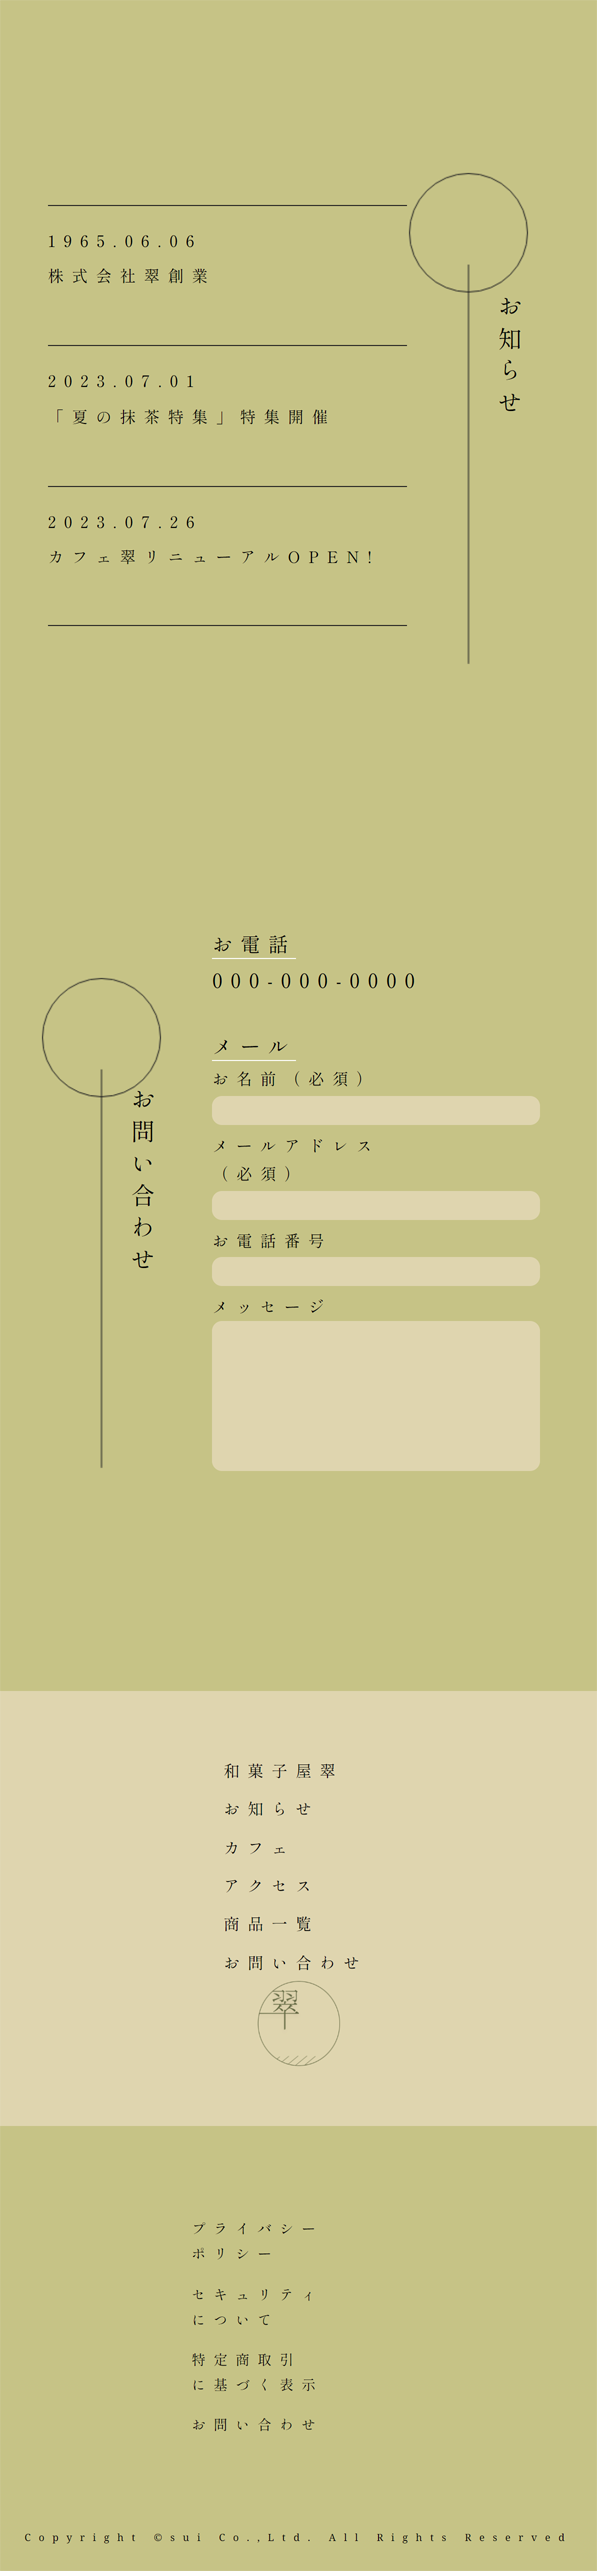 お知らせ
1965.06.06
株式会社翠創業
2023.07.01
「夏の抹茶特集」特集開催
2023.07.26
カフェ翠リニューアルOPEN!
お問い合わせ
お電話
000-000-0000
メール
お名前(必須)
メールアドレス
(必須)
お電話番号
メッセージ
和菓子屋翠
お知らせ
カフェ
アクセス
商品一覧
お問い合わせ
翠
プライバシー
ポリシー
セキュリティ
について
特定商取引
に基づく表示
お問い合わせ
Copyright ©sui Co.,Ltd. All Rights Reserved